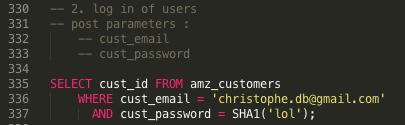 330 -- 2. log in of users
331 -- post parameters :
332 -- cust_email
333 -- cust_password
334
335 SELECT cust_id FROM amz_customers
336 WHERE cust_email = 'christophe.db@gmail.com'
337 AND cust_password = SHA1('lol');